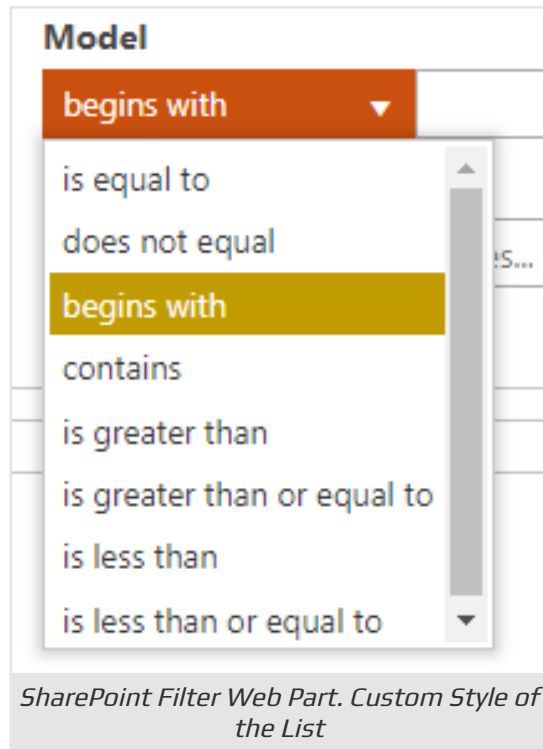 Model
begins with
is equal to
does not equal
es...
begins with
contains
is greater than
is greater than or equal to
is less than
is less than or equal to
SharePoint Filter Web Part. Custom Style of
the List